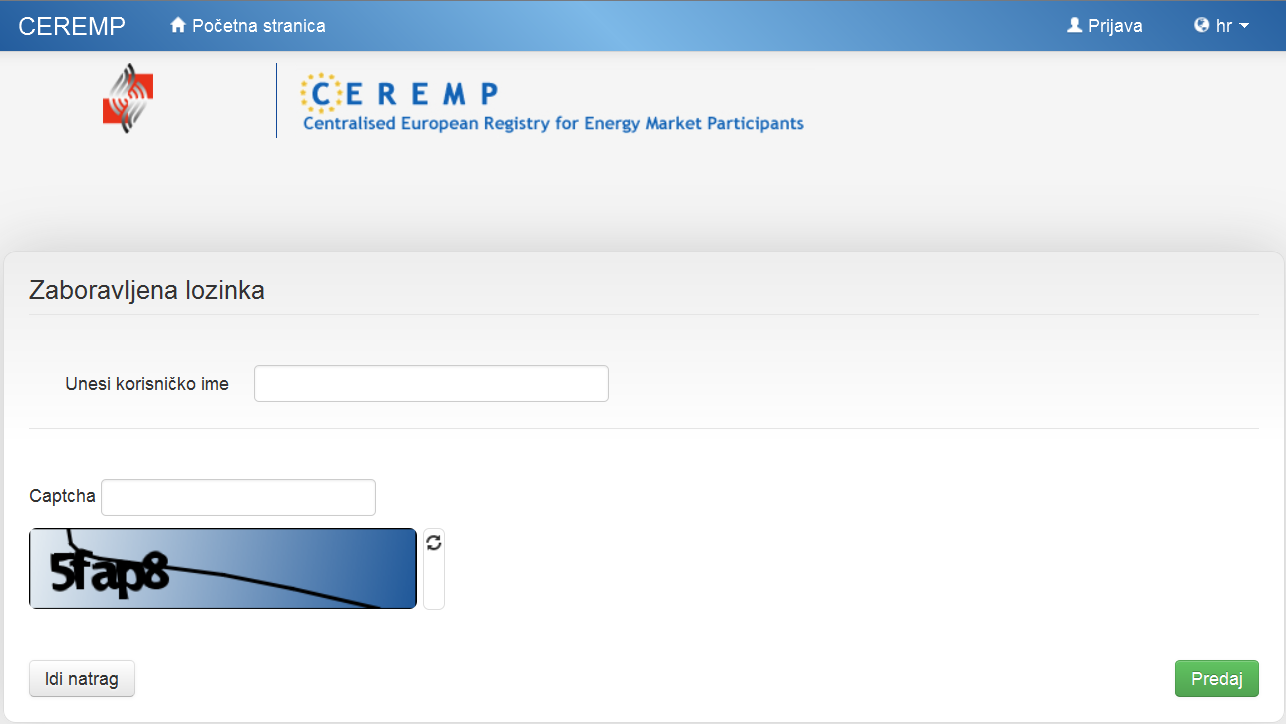 CEREMP Početna stranica Prijava hr
CEREMP
Centralised European Registry for Energy Market Participants
Zaboravljena lozinka
Unesi korisničko ime
Captcha
5fap8
Idi natrag Predaj